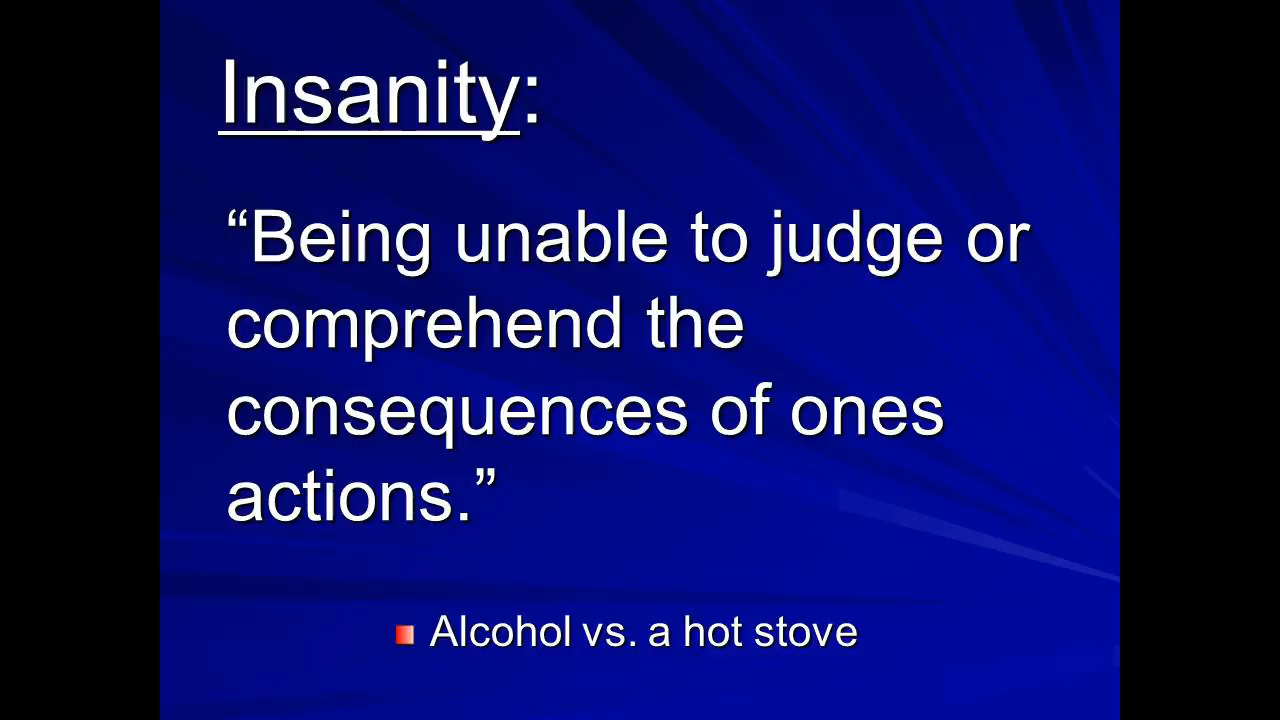 Insanity:
“Being unable to judge or
comprehend the
consequences of ones
actions.”
Alcohol vs. a hot stove